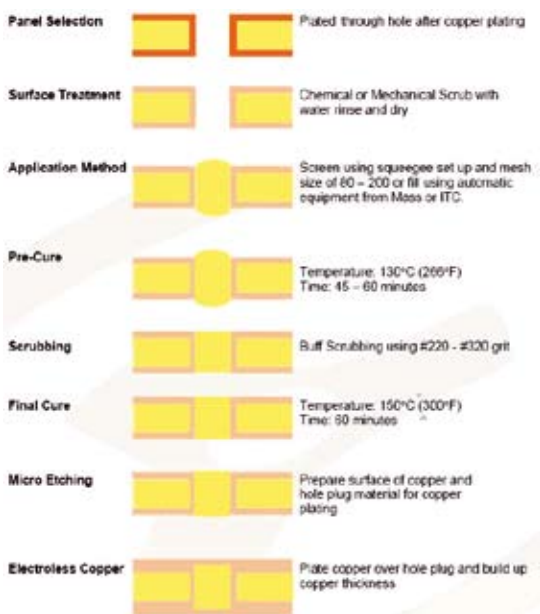 Panel Selection
Plated through hole after copper plating
Surface Treatment
Chemical or Mechanical Scrub with
water rinse and dry
Application Method
Screen using squeegee set up and mesh
size of 60 – 200 or fill using automatic
equipment from Mass or ITC.
Pre-Cure
Temperature: 130°C (266°F)
Time: 45 – 60 minutes
Scrubbing
Buff Scrubbing using #220 - #320 grit
Final Cure
Temperature: 150°C (300°F)
Time: 60 minutes
Micro Etching
Prepare surface of copper and
hole plug material for copper
plating
Electroless Copper
Plate copper over hole plug and build up
copper thickness